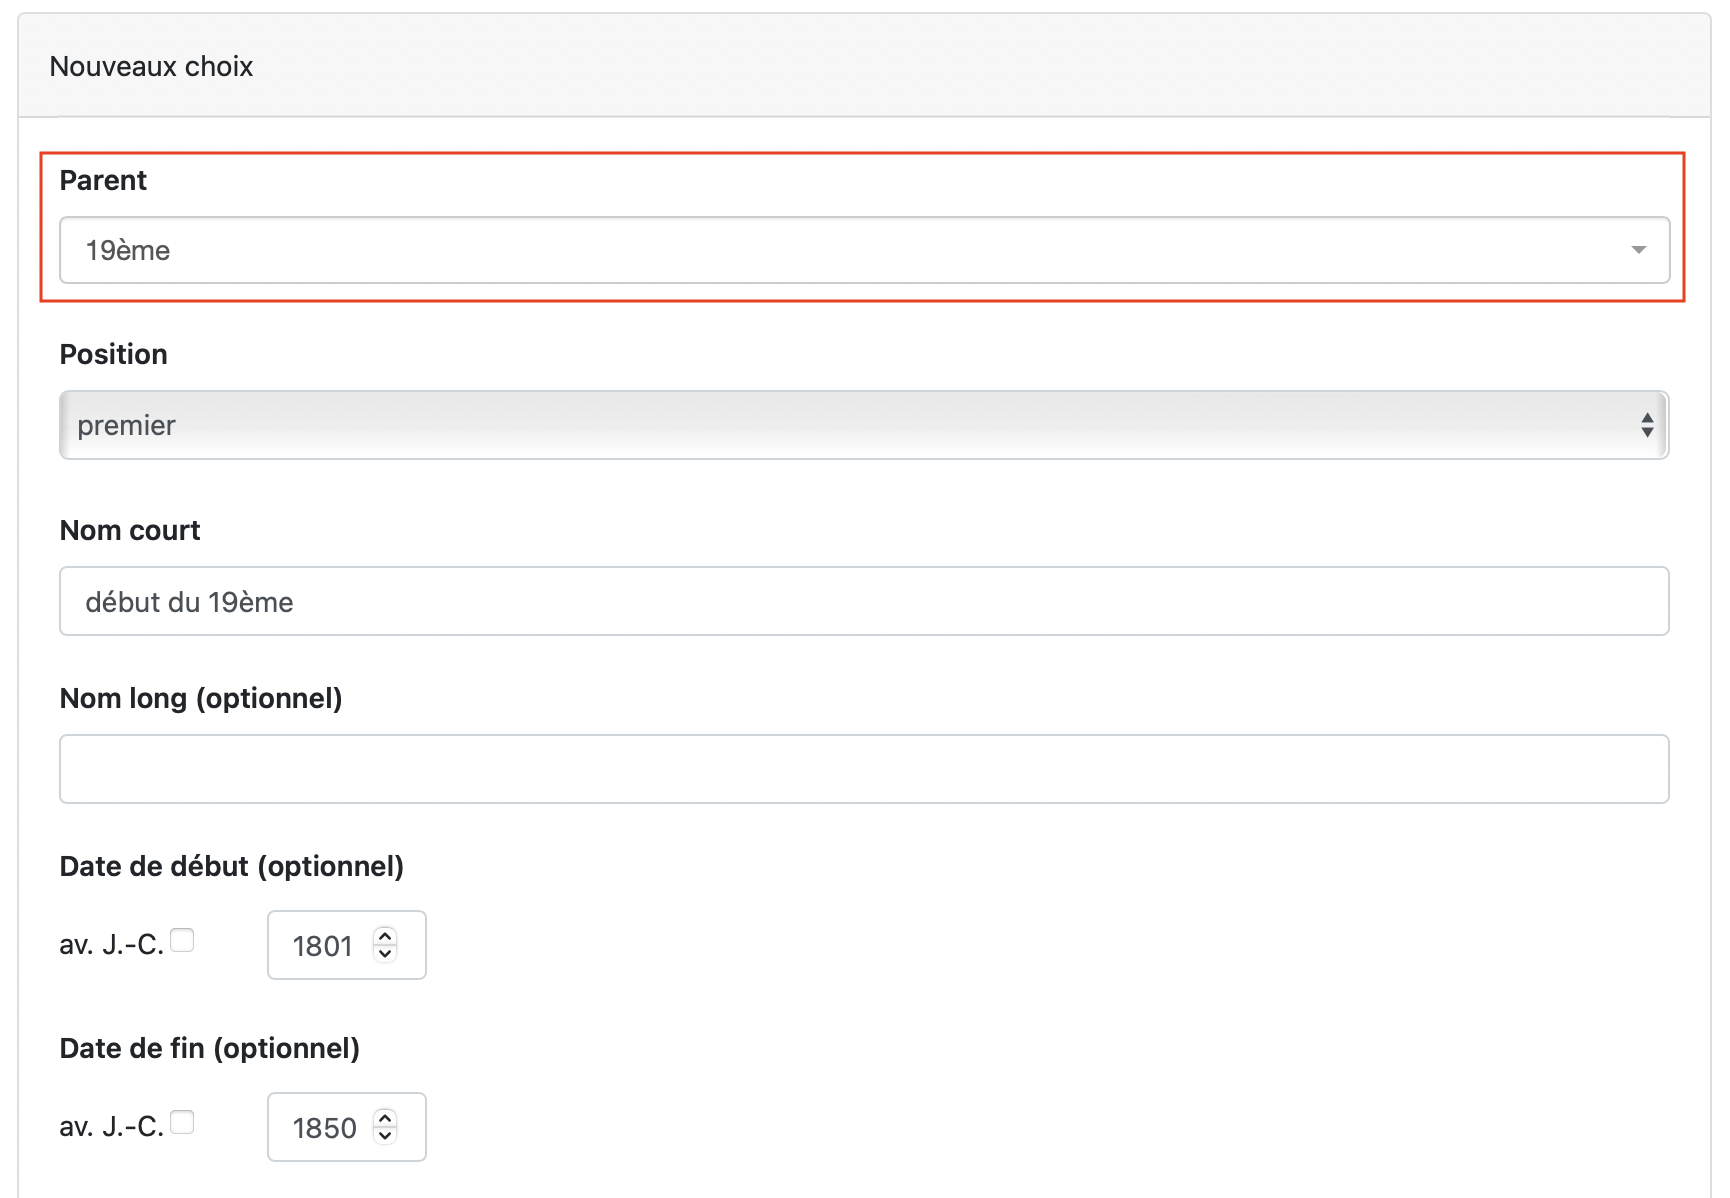 Nouveaux choix
Parent
19ème
Position
premier
Nom court
début du 19ème
Nom long (optionnel)
Date de début (optionnel)
av. J.-C. 1801
Date de fin (optionnel)
av. J.-C. 1850